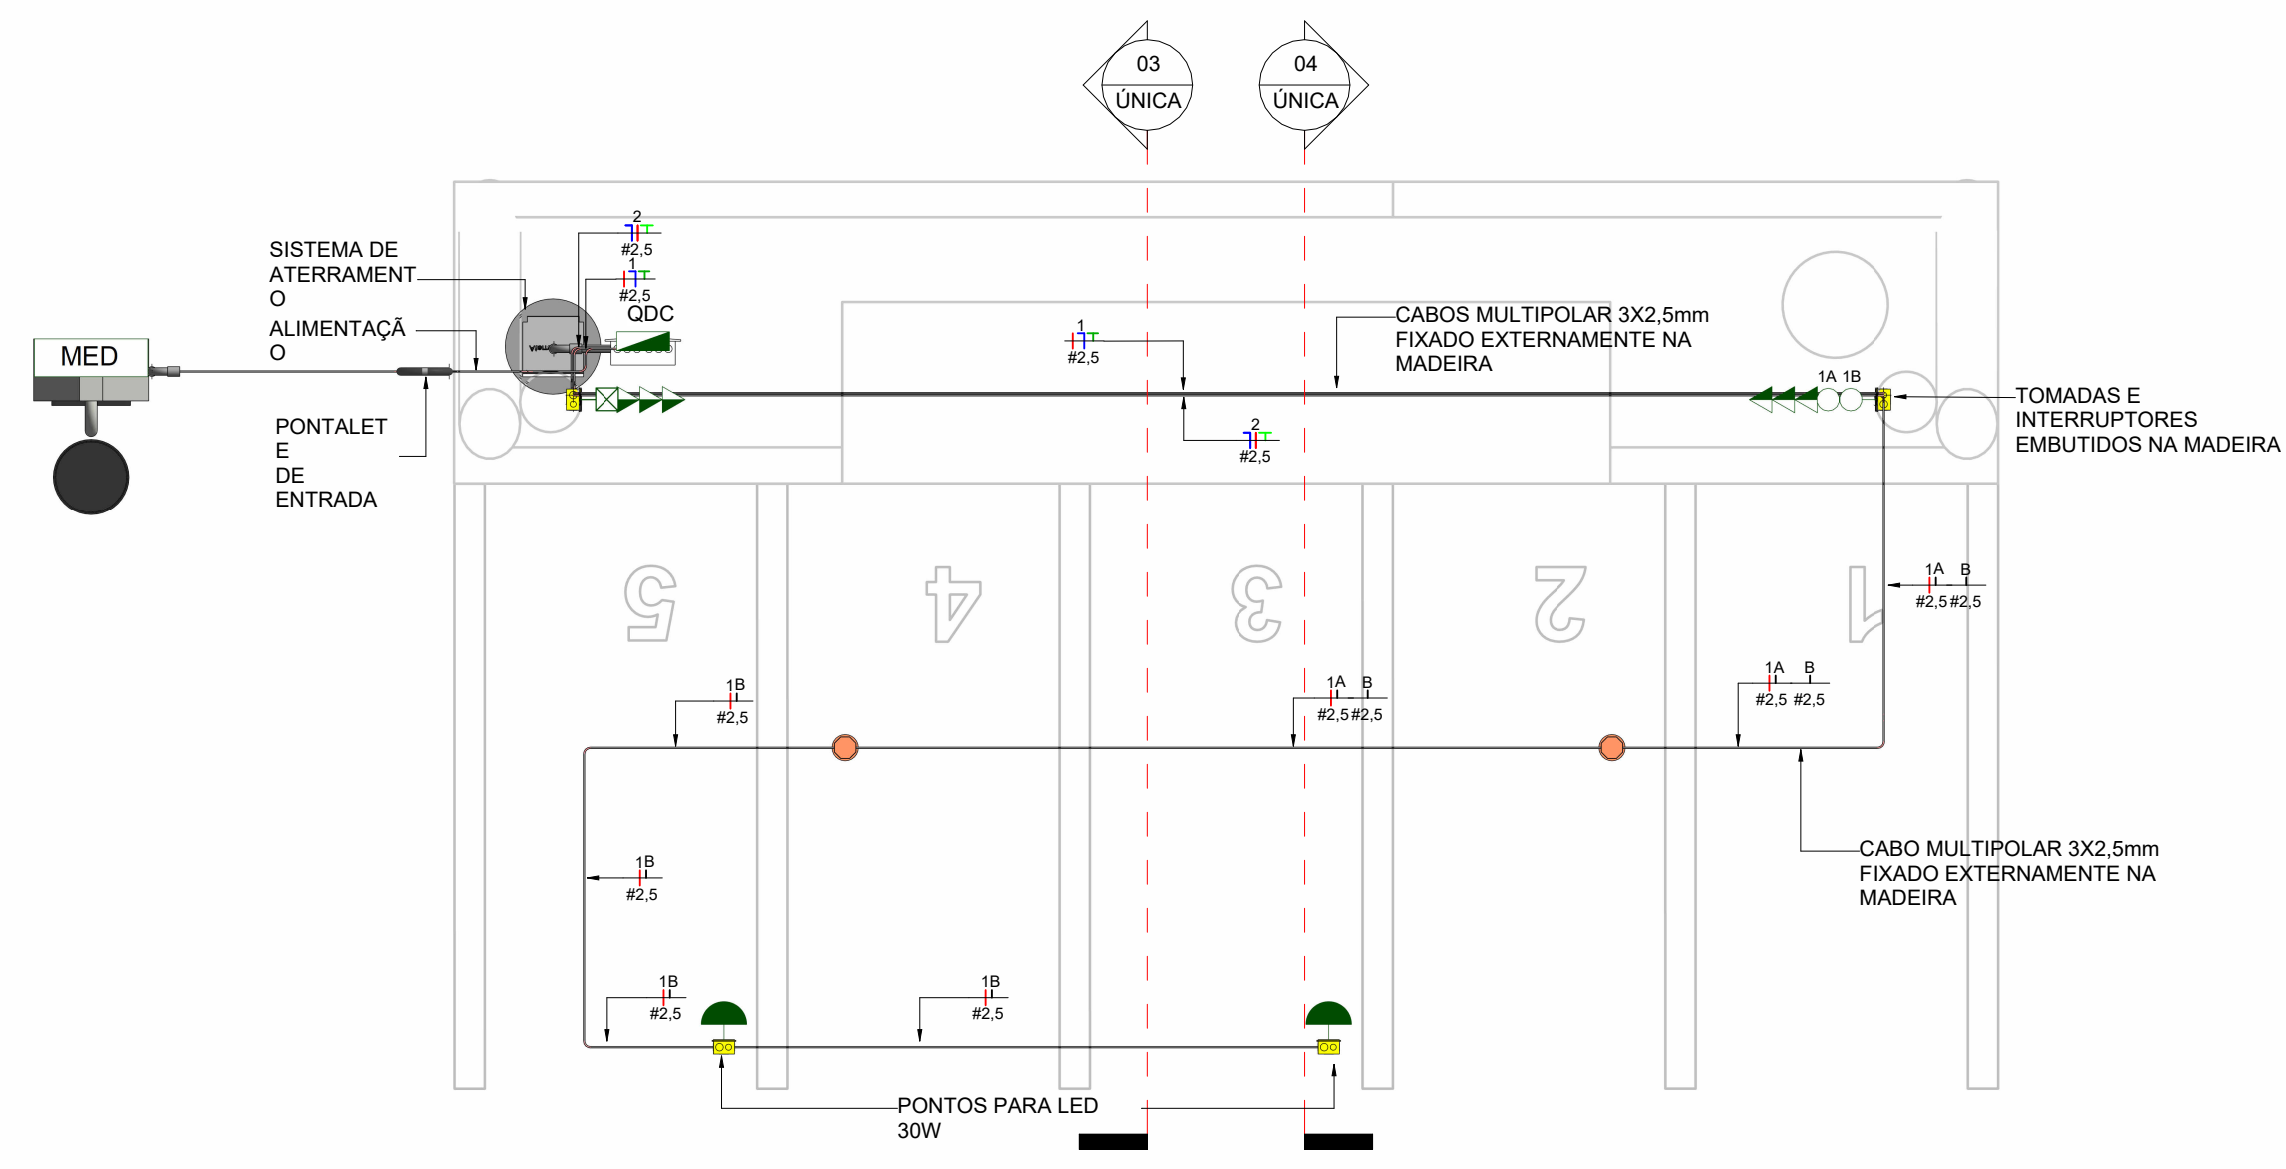 03
ÚNICA
04
ÚNICA
2
#2,5
1
#2,5
QDC
SISTEMA DE
ATERRAMENT
O
ALIMENTAÇÃ
O
MED
PONTALET
E
DE
ENTRADA
1
#2,5
2
#2,5
CABOS MULTIPOLAR 3X2,5mm
FIXADO EXTERNAMENTE NA
MADEIRA
1A 1B
TOMADAS E
INTERRUPTORES
EMBUTIDOS NA MADEIRA
5
4
3
2
1
1A B
#2,5 #2,5
1A B
#2,5 #2,5
1A B
#2,5 #2,5
1B
#2,5
1B
#2,5
1B
#2,5
1B
#2,5
CABO MULTIPOLAR 3X2,5mm
FIXADO EXTERNAMENTE NA
MADEIRA
PONTOS PARA LED
30W